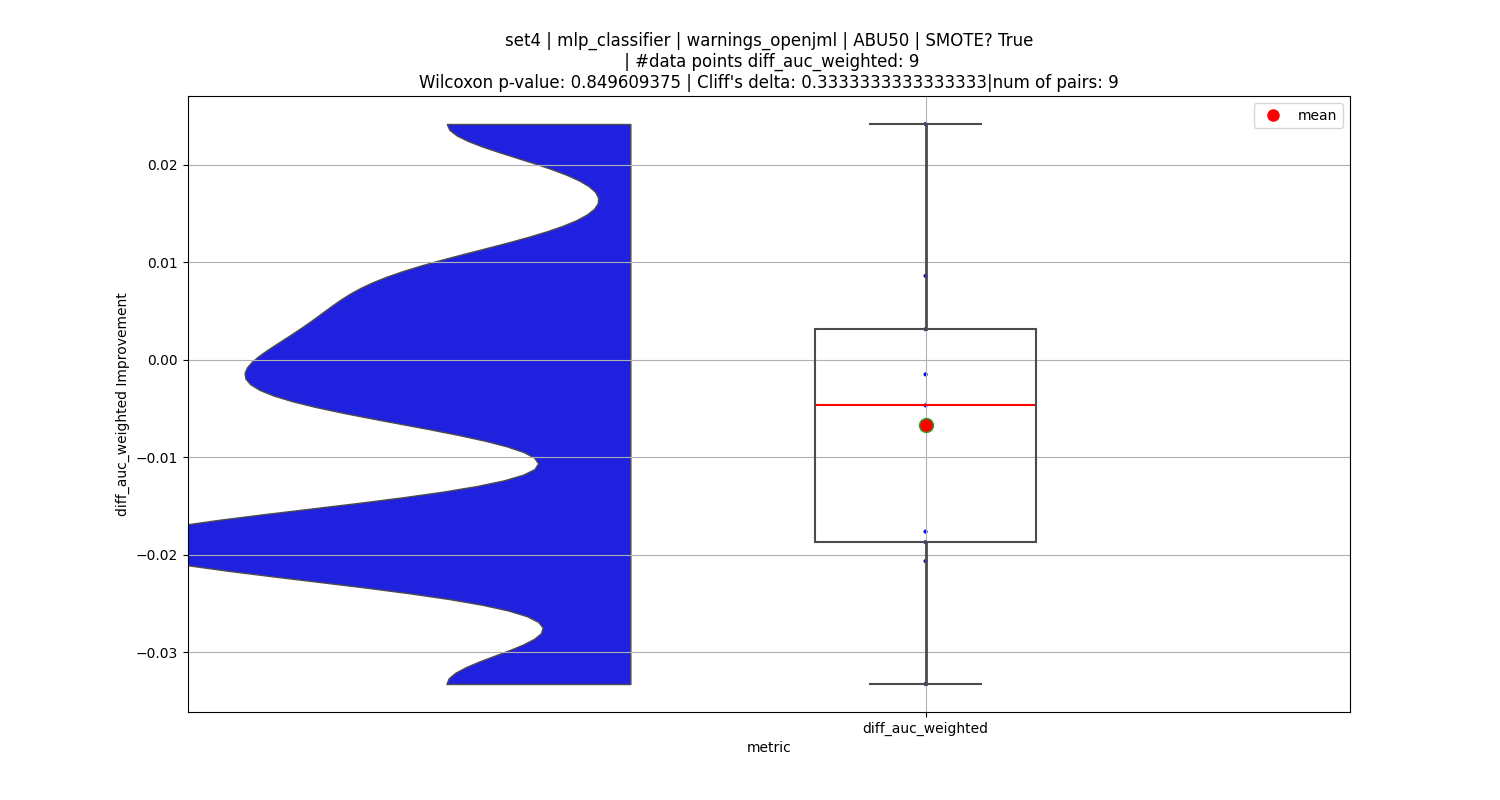 set4 | mlp_classifier | warnings_openjml | ABU50 | SMOTE? True
| #data points diff_auc_weighted: 9
Wilcoxon p-value: 0.849609375 | Cliff's delta: 0.3333333333333333|num of pairs: 9
mean
0.02
0.01
0.00
−0.01
−0.02
−0.03
diff_auc_weighted Improvement
diff_auc_weighted
metric